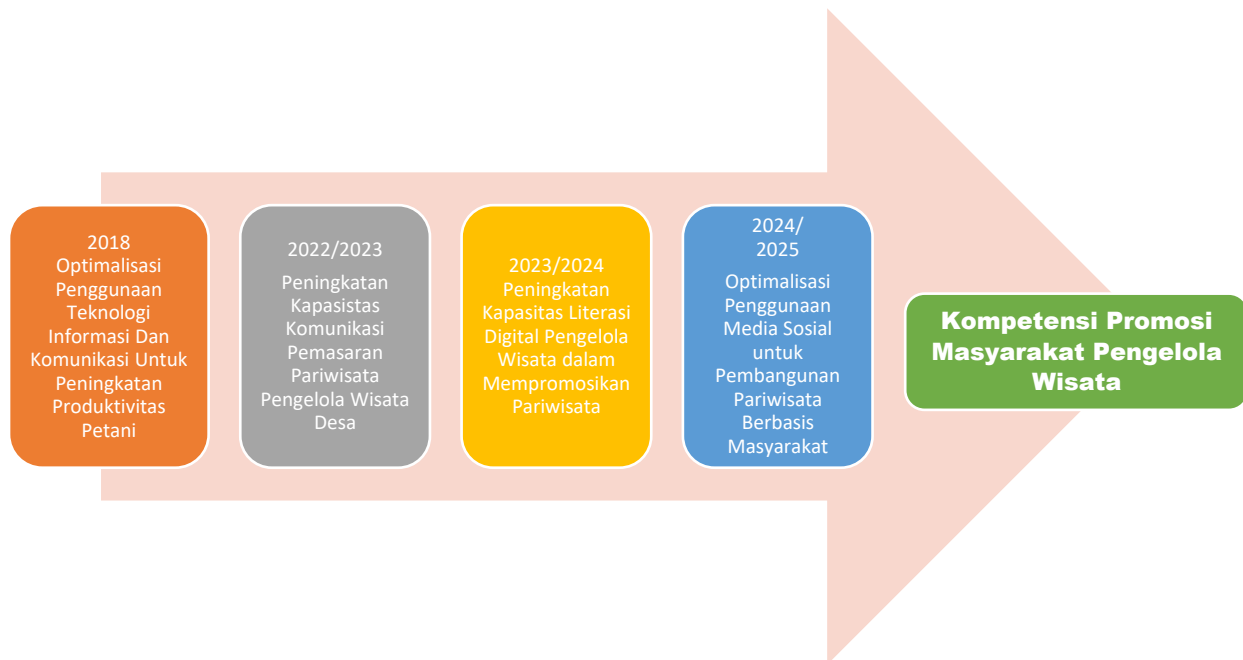 2018
Optimalisasi
Penggunaan
Teknologi
Informasi Dan
Komunikasi Untuk
Peningkatan
Produktivitas
Petani
2022/2023
Peningkatan
Kapasistas
Komunikasi
Pemasaran
Pariwisata
Pengelola Wisata
Desa
2023/2024
Peningkatan
Kapasitas Literasi
Digital Pengelola
Wisata dalam
Mempromosikan
Pariwisata
2024/
2025
Optimalisasi
Penggunaan
Media Sosial
untuk
Pembangunan
Pariwisata
Berbasis
Masyarakat
Kompetensi Promosi
Masyarakat Pengelola
Wisata